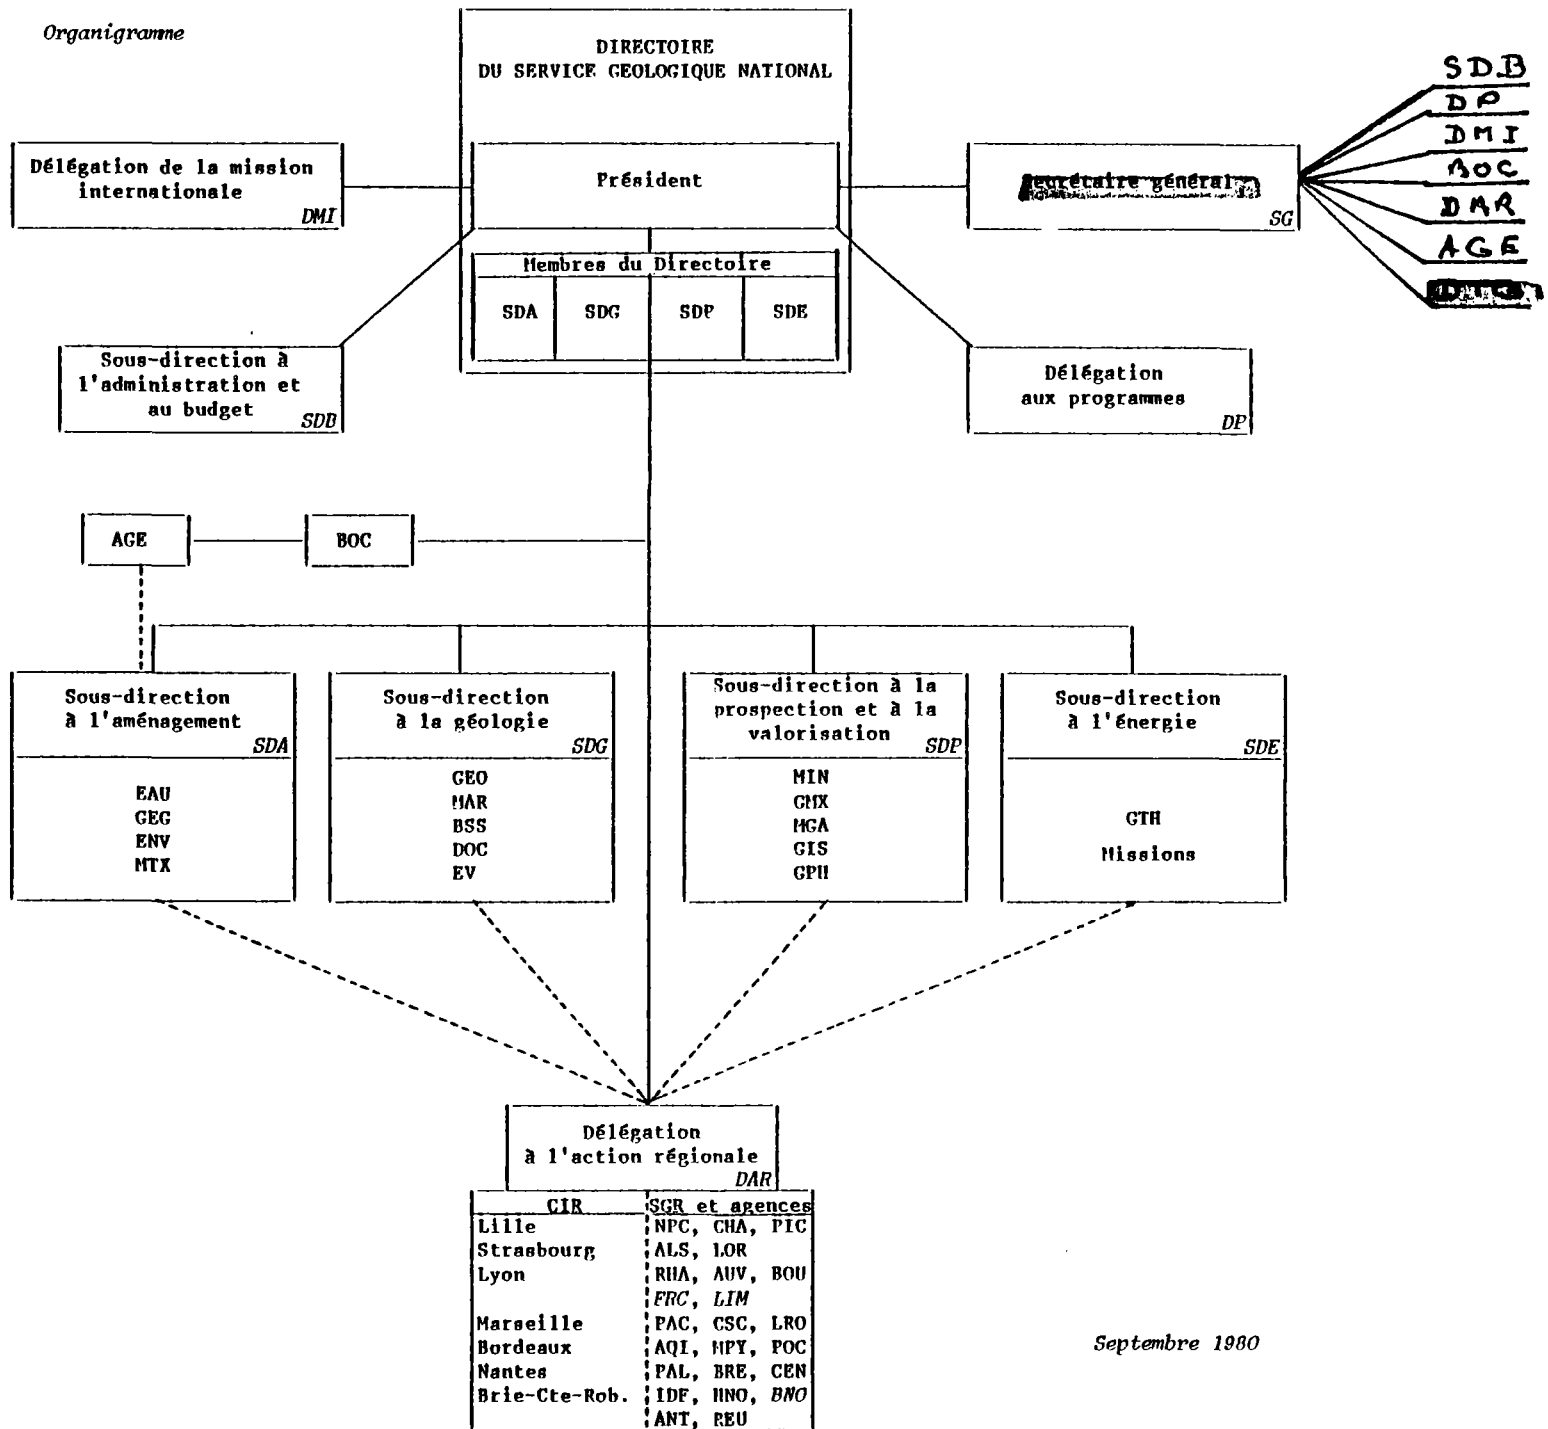 Organigramme
DIRECTOIRE
DU SERVICE GEOLOGIQUE NATIONAL
SDB
DP
DMI
BOC
DAR
AGE
Délégation de la mission
internationale
DMI
Président
Secrétaire général
SG
Membres du Directoire
SDA SDG SDP SDE
Sous-direction à
l'administration et
au budget
SDB
Délégation
aux programmes
DP
AGE
BOC
Sous-direction
à l'aménagement
SDA
EAU
GEG
ENV
MTX
Sous-direction
à la géologie
SDG
GEO
MAR
BSS
DOC
EV
Sous-direction à la
prospection et à la
valorisation
SDP
MIN
GMX
MGA
GIS
GPH
Sous-direction
à l'énergie
SDE
GTH
Missions
Délégation
à l'action régionale
DAR
CIR SGR et agences
Lille NPC, CHA, PIC
Strasbourg ALS, LOR
Lyon RHA, AUV, BOU
FRC, LIM
Marseille PAC, CSC, LRO
Bordeaux AQI, MPY, POC
Nantes PAL, BRE, CEN
Brie-Cte-Rob. IDF, HNO, BNO
ANT, REU
Septembre 1980